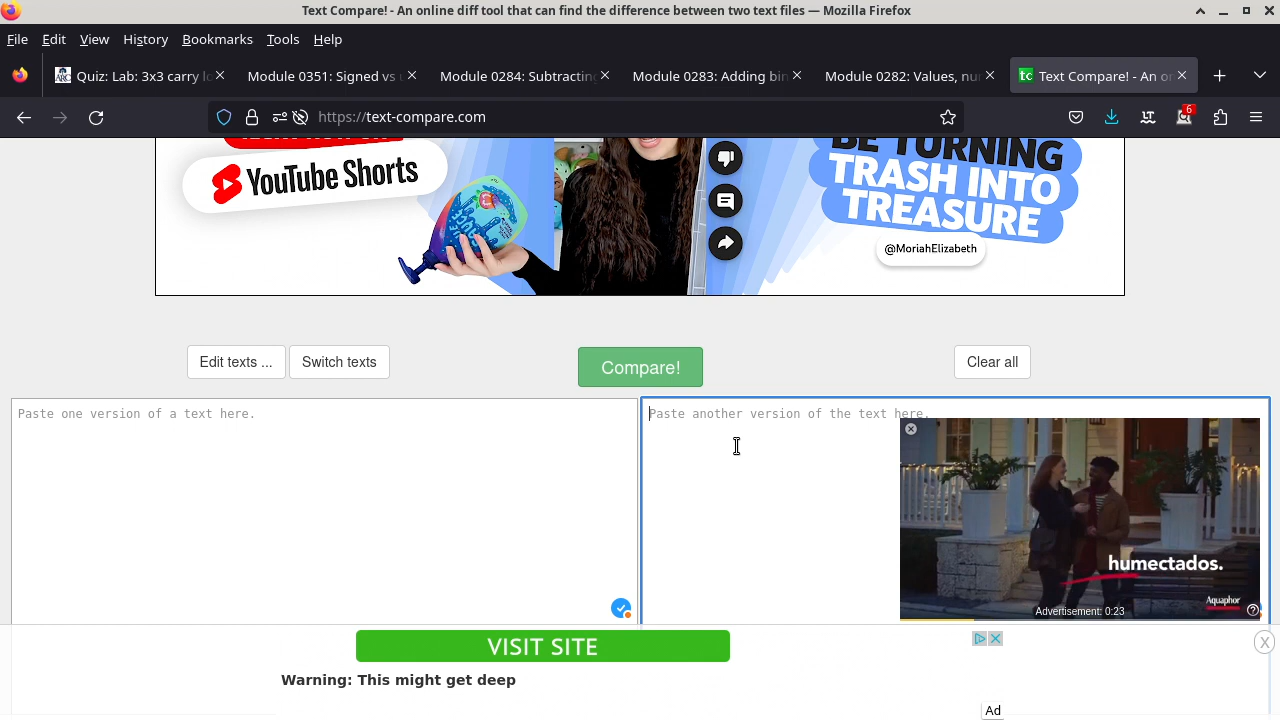 Text Compare! - An online diff tool that can find the difference between two text files — Mozilla Firefox
File Edit View History Bookmarks Tools Help
Quiz: Lab: 3x3 carry lo
Module 0351: Signed vs u
Module 0284: Subtracting
Module 0283: Adding bin
Module 0282: Values, nu
Text Compare! - An on
https://text-compare.com
6
YouTube Shorts
BE TURNING
TRASH INTO
TREASURE
@MoriahElizabeth
Edit texts ...
Switch texts
Compare!
Clear all
Paste one version of a text here.
Paste another version of the text here.
humectados.
Aquaphor
Advertisement: 0:23
VISIT SITE
Warning: This might get deep
X
Ad